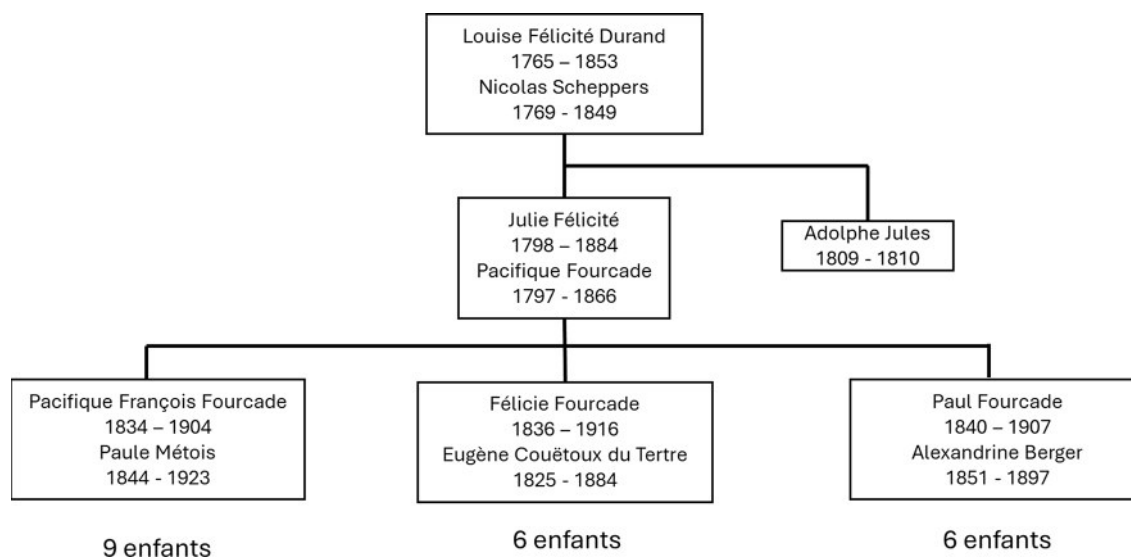 Louise Félicité Durand
1765 – 1853
Nicolas Scheppers
1769 - 1849
Julie Félicité
1798 – 1884
Pacifique Fourcade
1797 - 1866
Adolphe Jules
1809 - 1810
Pacifique François Fourcade
1834 – 1904
Paule Métois
1844 - 1923
Félicie Fourcade
1836 – 1916
Eugène Couëtoux du Tertre
1825 - 1884
Paul Fourcade
1840 – 1907
Alexandrine Berger
1851 - 1897
9 enfants
6 enfants
6 enfants